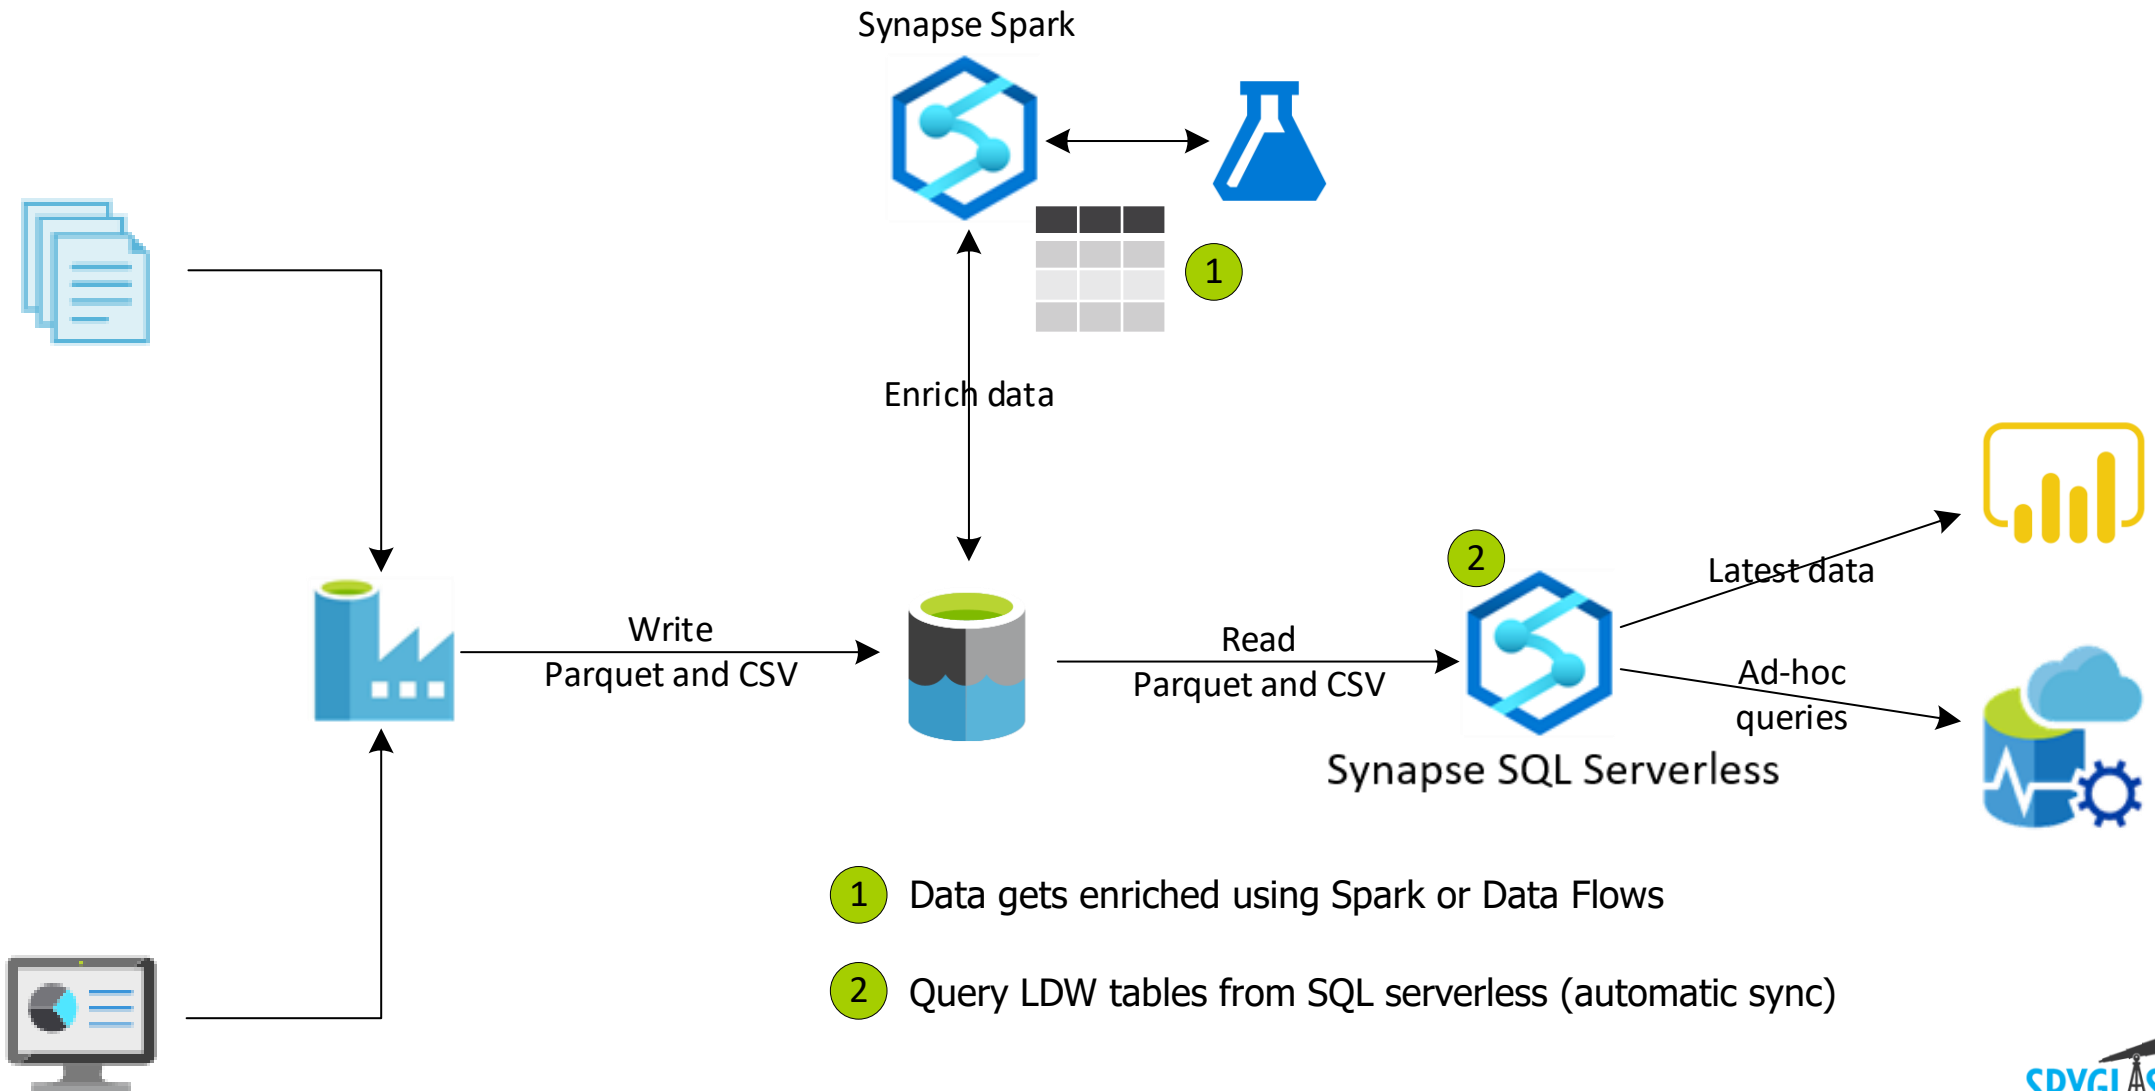 Synapse Spark
1
Enrich data
2
Latest data
Write
Parquet and CSV
Read
Parquet and CSV
Ad-hoc
queries
Synapse SQL Serverless
1 Data gets enriched using Spark or Data Flows
2 Query LDW tables from SQL serverless (automatic sync)